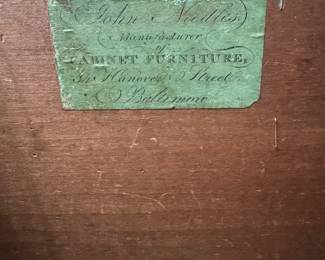 John Needles
Manufacturer
of
CABINET FURNITURE,
Hanover Street
Baltimore